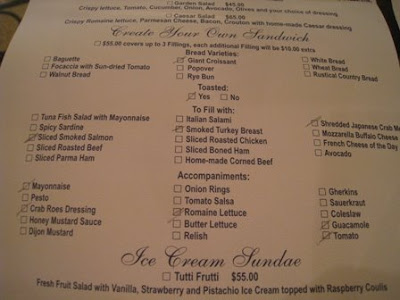 Garden Salad $45.00
Crispy lettuce, Tomato, Cucumber, Onion, Avocado, Olives and your choice of dressing
Caesar Salad $65.00
Crispy Romaine lettuce, Parmesan Cheese, Bacon, Crouton with home-made Caesar dressing
Create Your Own Sandwich
$55.00 covers up to 3 Fillings, each additional Filling will be $10.00 extra
Bread Varieties:
Baguette Giant Croissant White Bread
Focaccia with Sun-dried Tomato Popover Wheat Bread
Walnut Bread Rye Bun Rustical Country Bread
Toasted:
Yes No
To Fill with:
Tuna Fish Salad with Mayonnaise Italian Salami Shredded Japanese Crab M
Spicy Sardine Smoked Turkey Breast Mozzarella Buffalo Cheese
Sliced Smoked Salmon Sliced Roasted Chicken French Cheese of the Day
Sliced Roasted Beef Sliced Boned Ham Avocado
Sliced Parma Ham Home-made Corned Beef
Accompaniments:
Mayonnaise Onion Rings Gherkins
Pesto Tomato Salsa Sauerkraut
Crab Roes Dressing Romaine Lettuce Coleslaw
Honey Mustard Sauce Butter Lettuce Guacamole
Dijon Mustard Relish Tomato
Ice Cream Sundae
Tutti Frutti $55.00
Fresh Fruit Salad with Vanilla, Strawberry and Pistachio Ice Cream topped with Raspberry Coulis